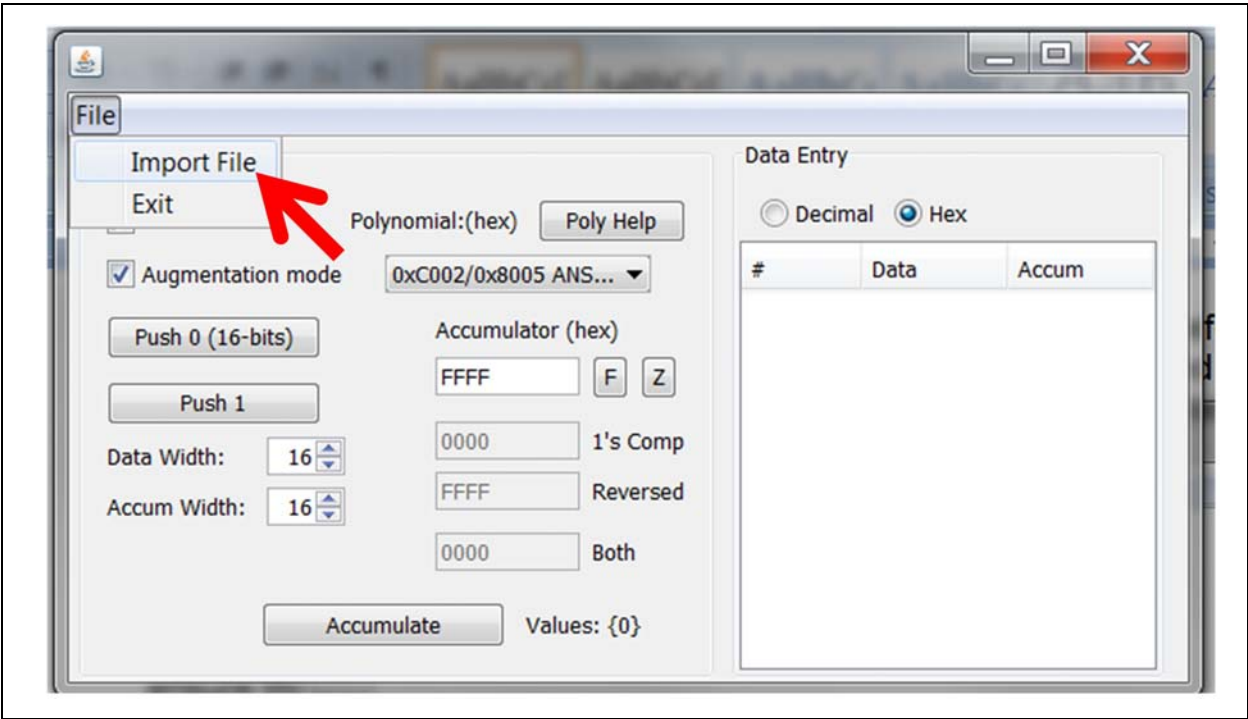 File
Import File
Exit
Polynomial:(hex)
Poly Help
Augmentation mode
0xC002/0x8005 ANS...
Push 0 (16-bits)
Accumulator (hex)
FFFF
F
Z
Push 1
0000
1's Comp
Data Width:
16
FFFF
Reversed
Accum Width:
16
0000
Both
Accumulate
Values: {0}
Data Entry
Decimal
Hex
#
Data
Accum